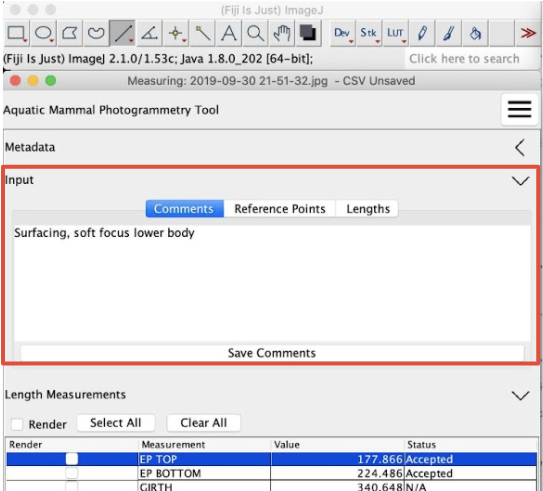 (Fiji Is Just) ImageJ
Dev Stk LUT
(Fiji Is Just) ImageJ 2.1.0/1.53c; Java 1.8.0_202 [64-bit]; Click here to search
Measuring: 2019-09-30 21-51-32.jpg - CSV Unsaved
Aquatic Mammal Photogrammetry Tool
Metadata
Input
Comments Reference Points Lengths
Surfacing, soft focus lower body
Save Comments
Length Measurements
Render Select All Clear All
Render Measurement Value Status
EP TOP 177.866 Accepted
EP BOTTOM 224.486 Accepted
GIRTH 340.648 N/A